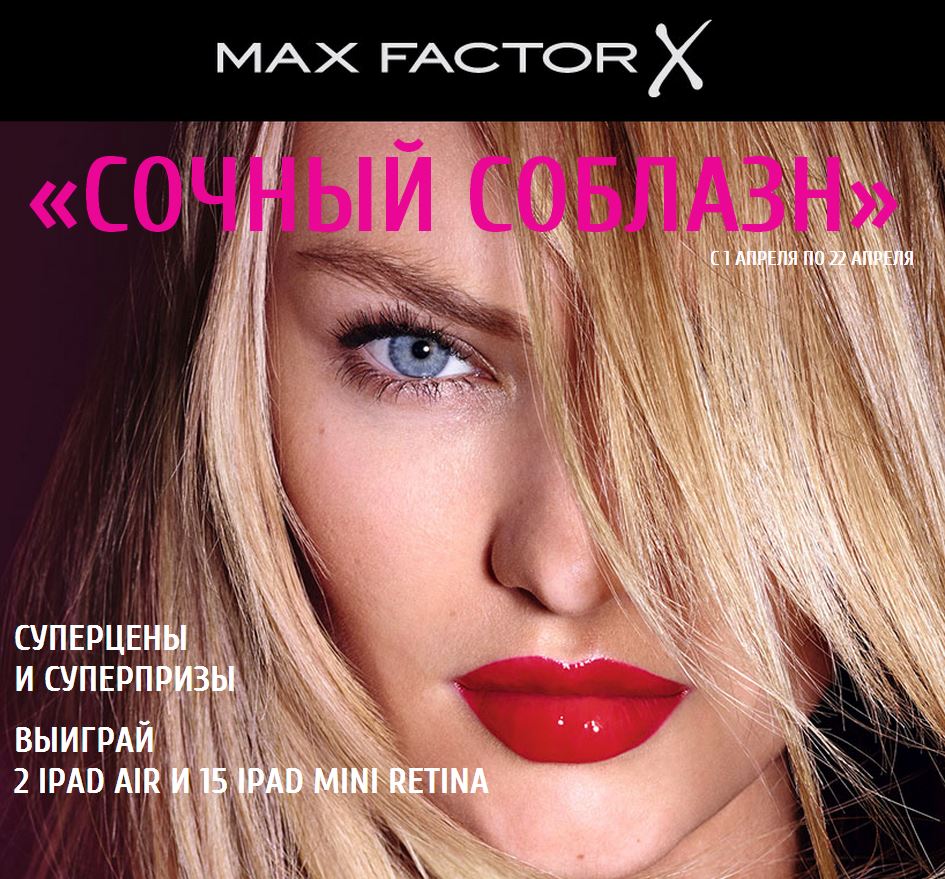 MAX FACTOR X
«СОЧНЫЙ СОБЛАЗН»
С 1 АПРЕЛЯ ПО 22 АПРЕЛЯ
СУПЕРЦЕНЫ
И СУПЕРПРИЗЫ
ВЫИГРАЙ
2 IPAD AIR И 15 IPAD MINI RETINA